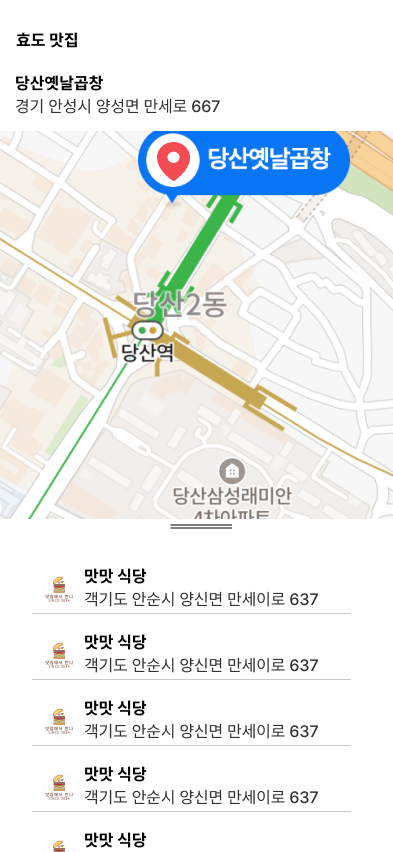 효도 맛집
당산옛날곱창
경기 안성시 양성면 만세로 667
당산옛날곱창
당산2동
당산역
당산삼성래미안
4차아파트
맛맛 식당
객기도 안순시 양신면 만세이로 637
맛맛 식당
객기도 안순시 양신면 만세이로 637
맛맛 식당
객기도 안순시 양신면 만세이로 637
맛맛 식당
객기도 안순시 양신면 만세이로 637
맛맛 식당